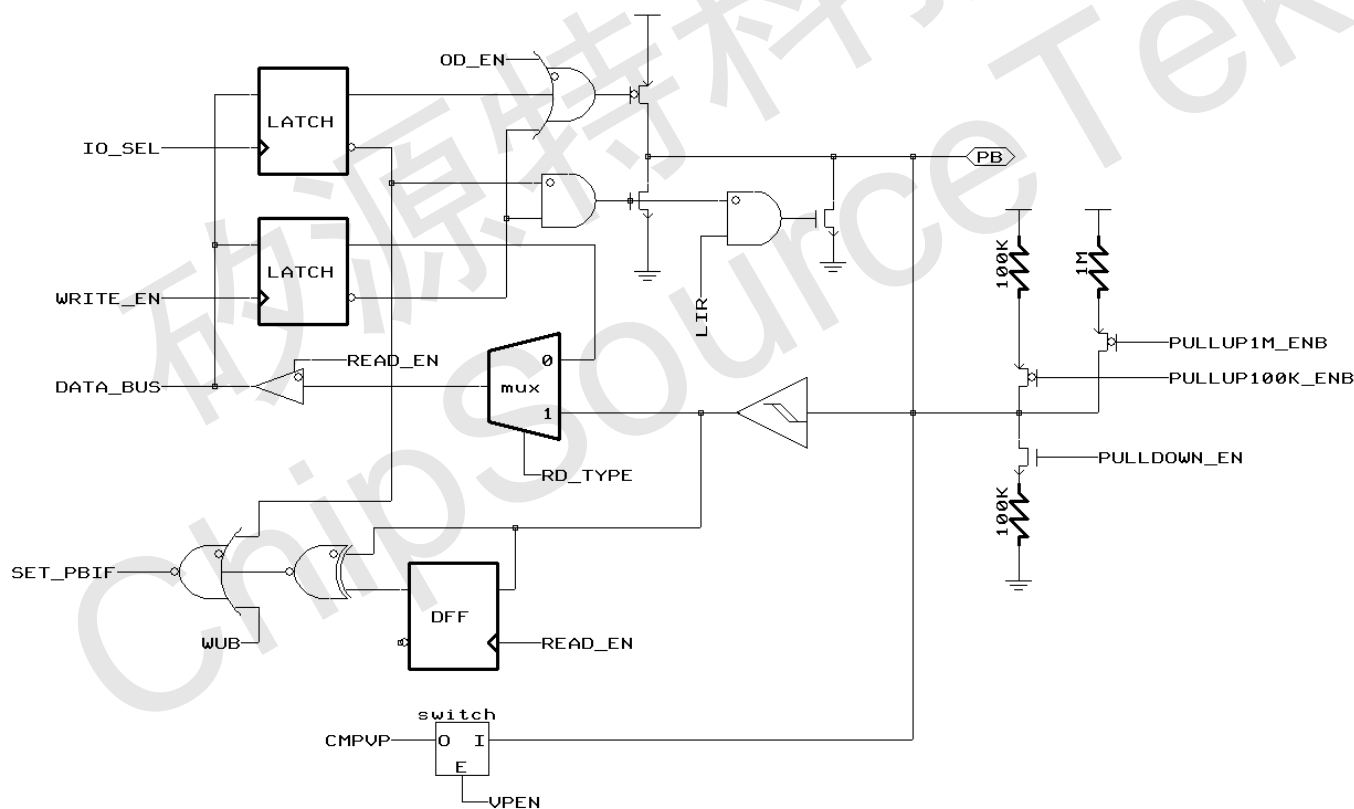 OD_EN
LATCH
IO_SEL
PB
LATCH
WRITE_EN
LIR
100K
1M
READ_EN
PULLUP1M_ENB
DATA_BUS
0
mux
1
PULLUP100K_ENB
RD_TYPE
PULLDOWN_EN
100K
SET_PBIF
DFF
WUB
READ_EN
switch
CMPVP
O I
E
VPEN
矽源特科
ChipSourceTek